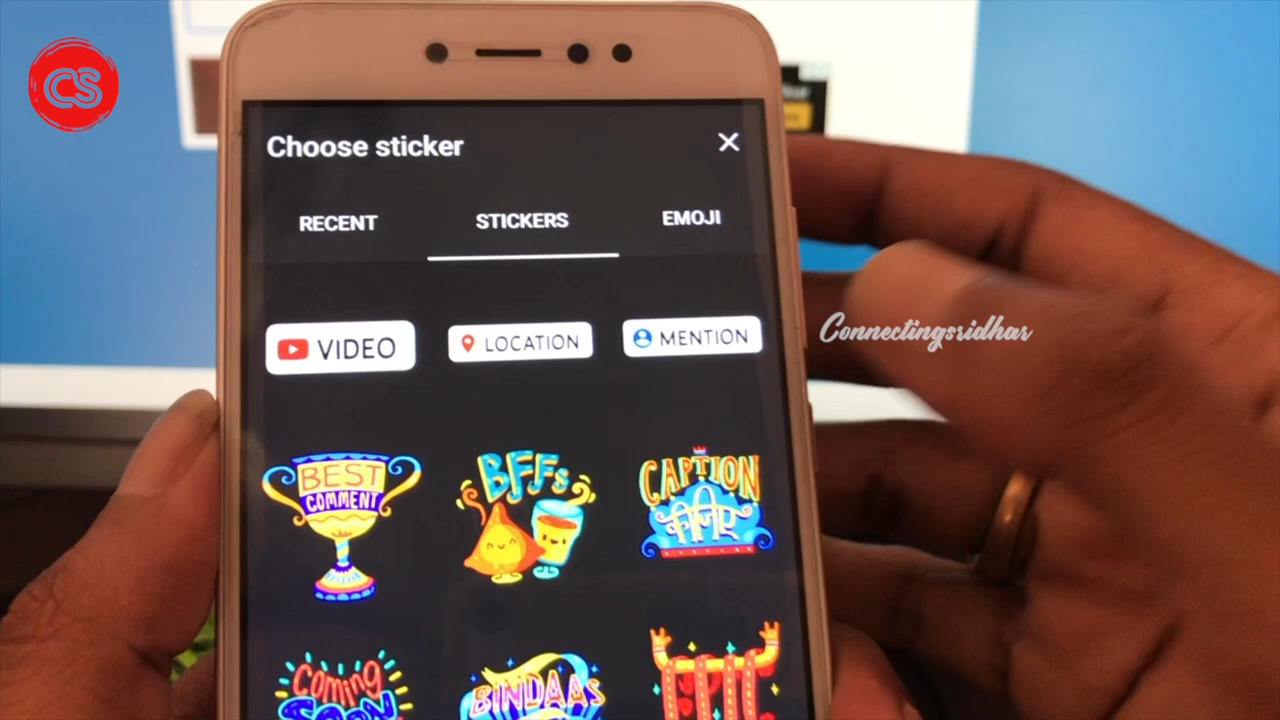 CS
Choose sticker
RECENT
STICKERS
EMOJI
VIDEO
LOCATION
MENTION
Connectingsridhar
BEST
COMMENT
BFFs
CAPTION
Coming
SOON
BINDAAS